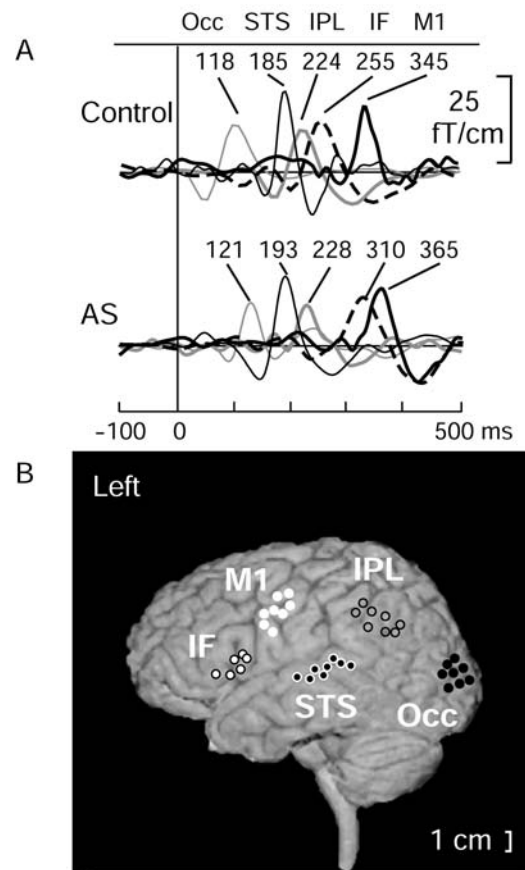 A
Occ STS IPL IF M1
118 185 224 255 345
Control
25
fT/cm
121 193 228 310 365
AS
-100 0 500 ms
B
Left
M1
IPL
IF
STS
Occ
1 cm